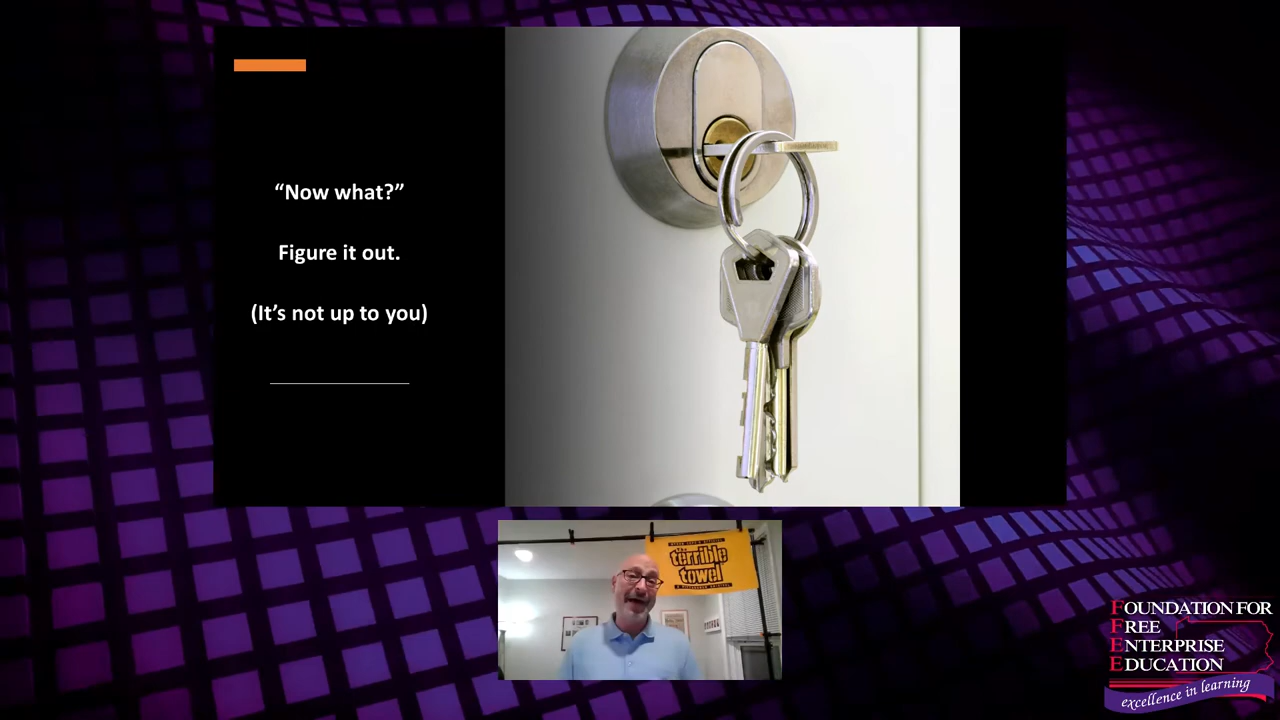 “Now what?”
Figure it out.
(It’s not up to you)
terrible
towel
FOUNDATION FOR
FREE
ENTERPRISE
EDUCATION
excellence in learning